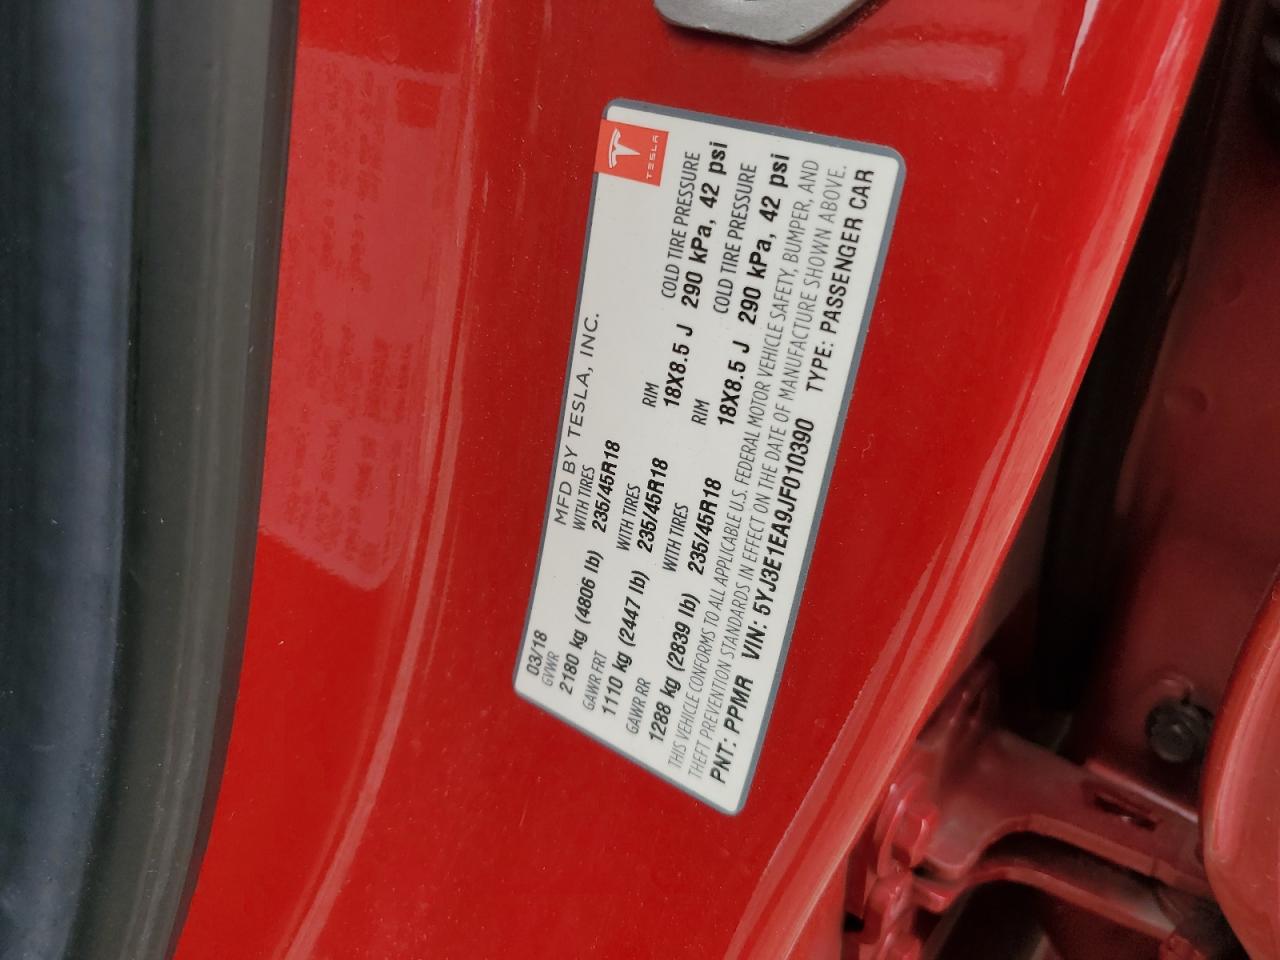 TESLA
03/18 MFD BY TESLA, INC.
GVWR WITH TIRES RIM COLD TIRE PRESSURE
2180 kg (4806 lb) 235/45R18
GAWR FRT WITH TIRES RIM COLD TIRE PRESSURE
1110 kg (2447 lb) 235/45R18 18X8.5 J 290 kPa, 42 psi
GAWR RR WITH TIRES RIM COLD TIRE PRESSURE
1288 kg (2839 lb) 235/45R18 18X8.5 J 290 kPa, 42 psi
THIS VEHICLE CONFORMS TO ALL APPLICABLE U.S. FEDERAL MOTOR VEHICLE SAFETY, BUMPER, AND
THEFT PREVENTION STANDARDS IN EFFECT ON THE DATE OF MANUFACTURE SHOWN ABOVE.
PNT: PPMR VIN: 5YJ3E1EA9JF010390 TYPE: PASSENGER CAR